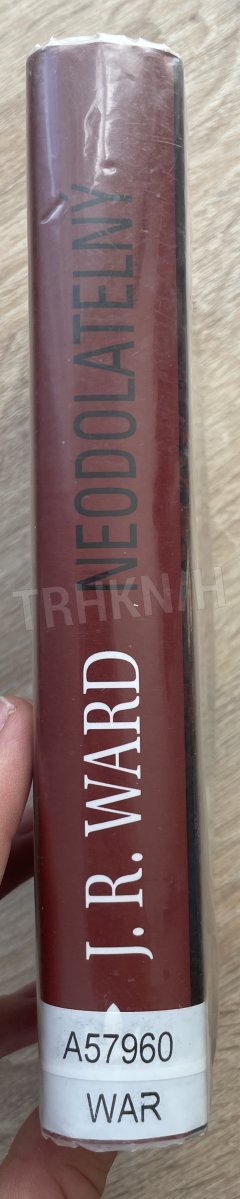 NEODOLATELNÝ
J. R. WARD
A57960
WAR
TRHKNIH